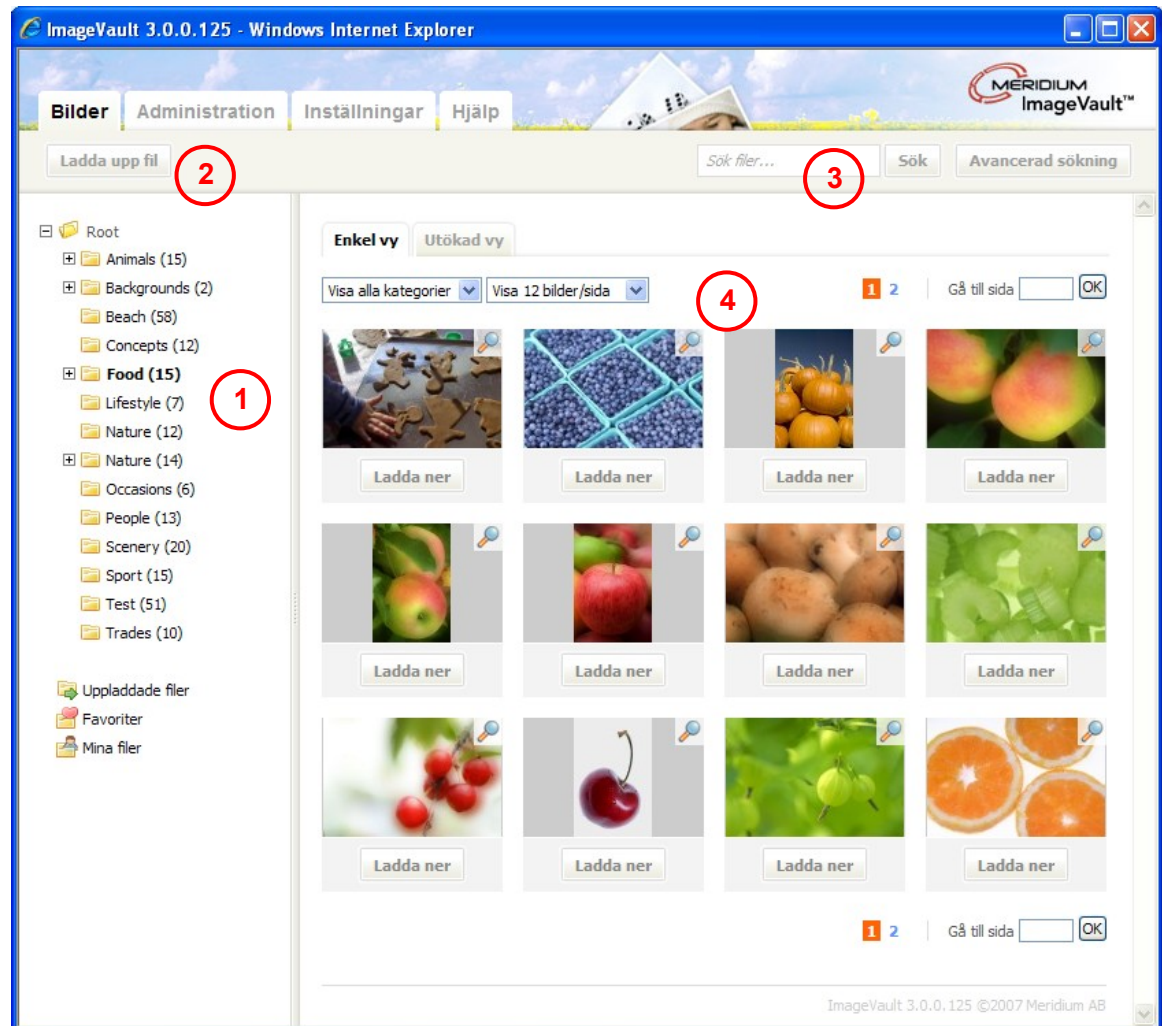 ImageVault 3.0.0.125 - Windows Internet Explorer
MERIDIUM
ImageVault™
Bilder Administration Inställningar Hjälp
Ladda upp fil 2 Sök filer... 3 Sök Avancerad sökning
Root
Animals (15)
Backgrounds (2)
Beach (58)
Concepts (12)
Food (15)
Lifestyle (7)
Nature (12)
Nature (14)
Occasions (6)
People (13)
Scenery (20)
Sport (15)
Test (51)
Trades (10)
1
Uppladdade filer
Favoriter
Mina filer
Enkel vy Utökad vy
Visa alla kategorier Visa 12 bilder/sida 4 1 2 Gå till sida OK
Ladda ner Ladda ner Ladda ner Ladda ner
Ladda ner Ladda ner Ladda ner Ladda ner
Ladda ner Ladda ner Ladda ner Ladda ner
1 2 Gå till sida OK
ImageVault 3.0.0.125 ©2007 Meridium AB